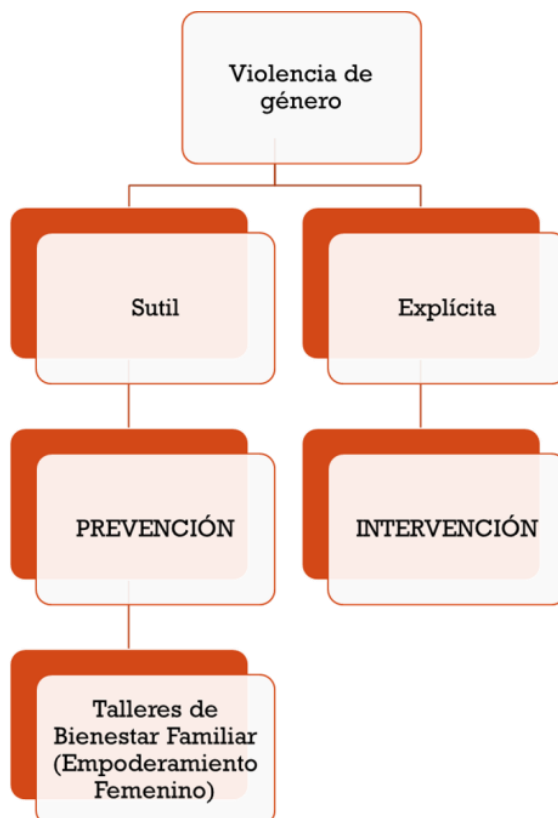 Violencia de
género
Sutil
Explícita
PREVENCIÓN
INTERVENCIÓN
Talleres de
Bienestar Familiar
(Empoderamiento
Femenino)